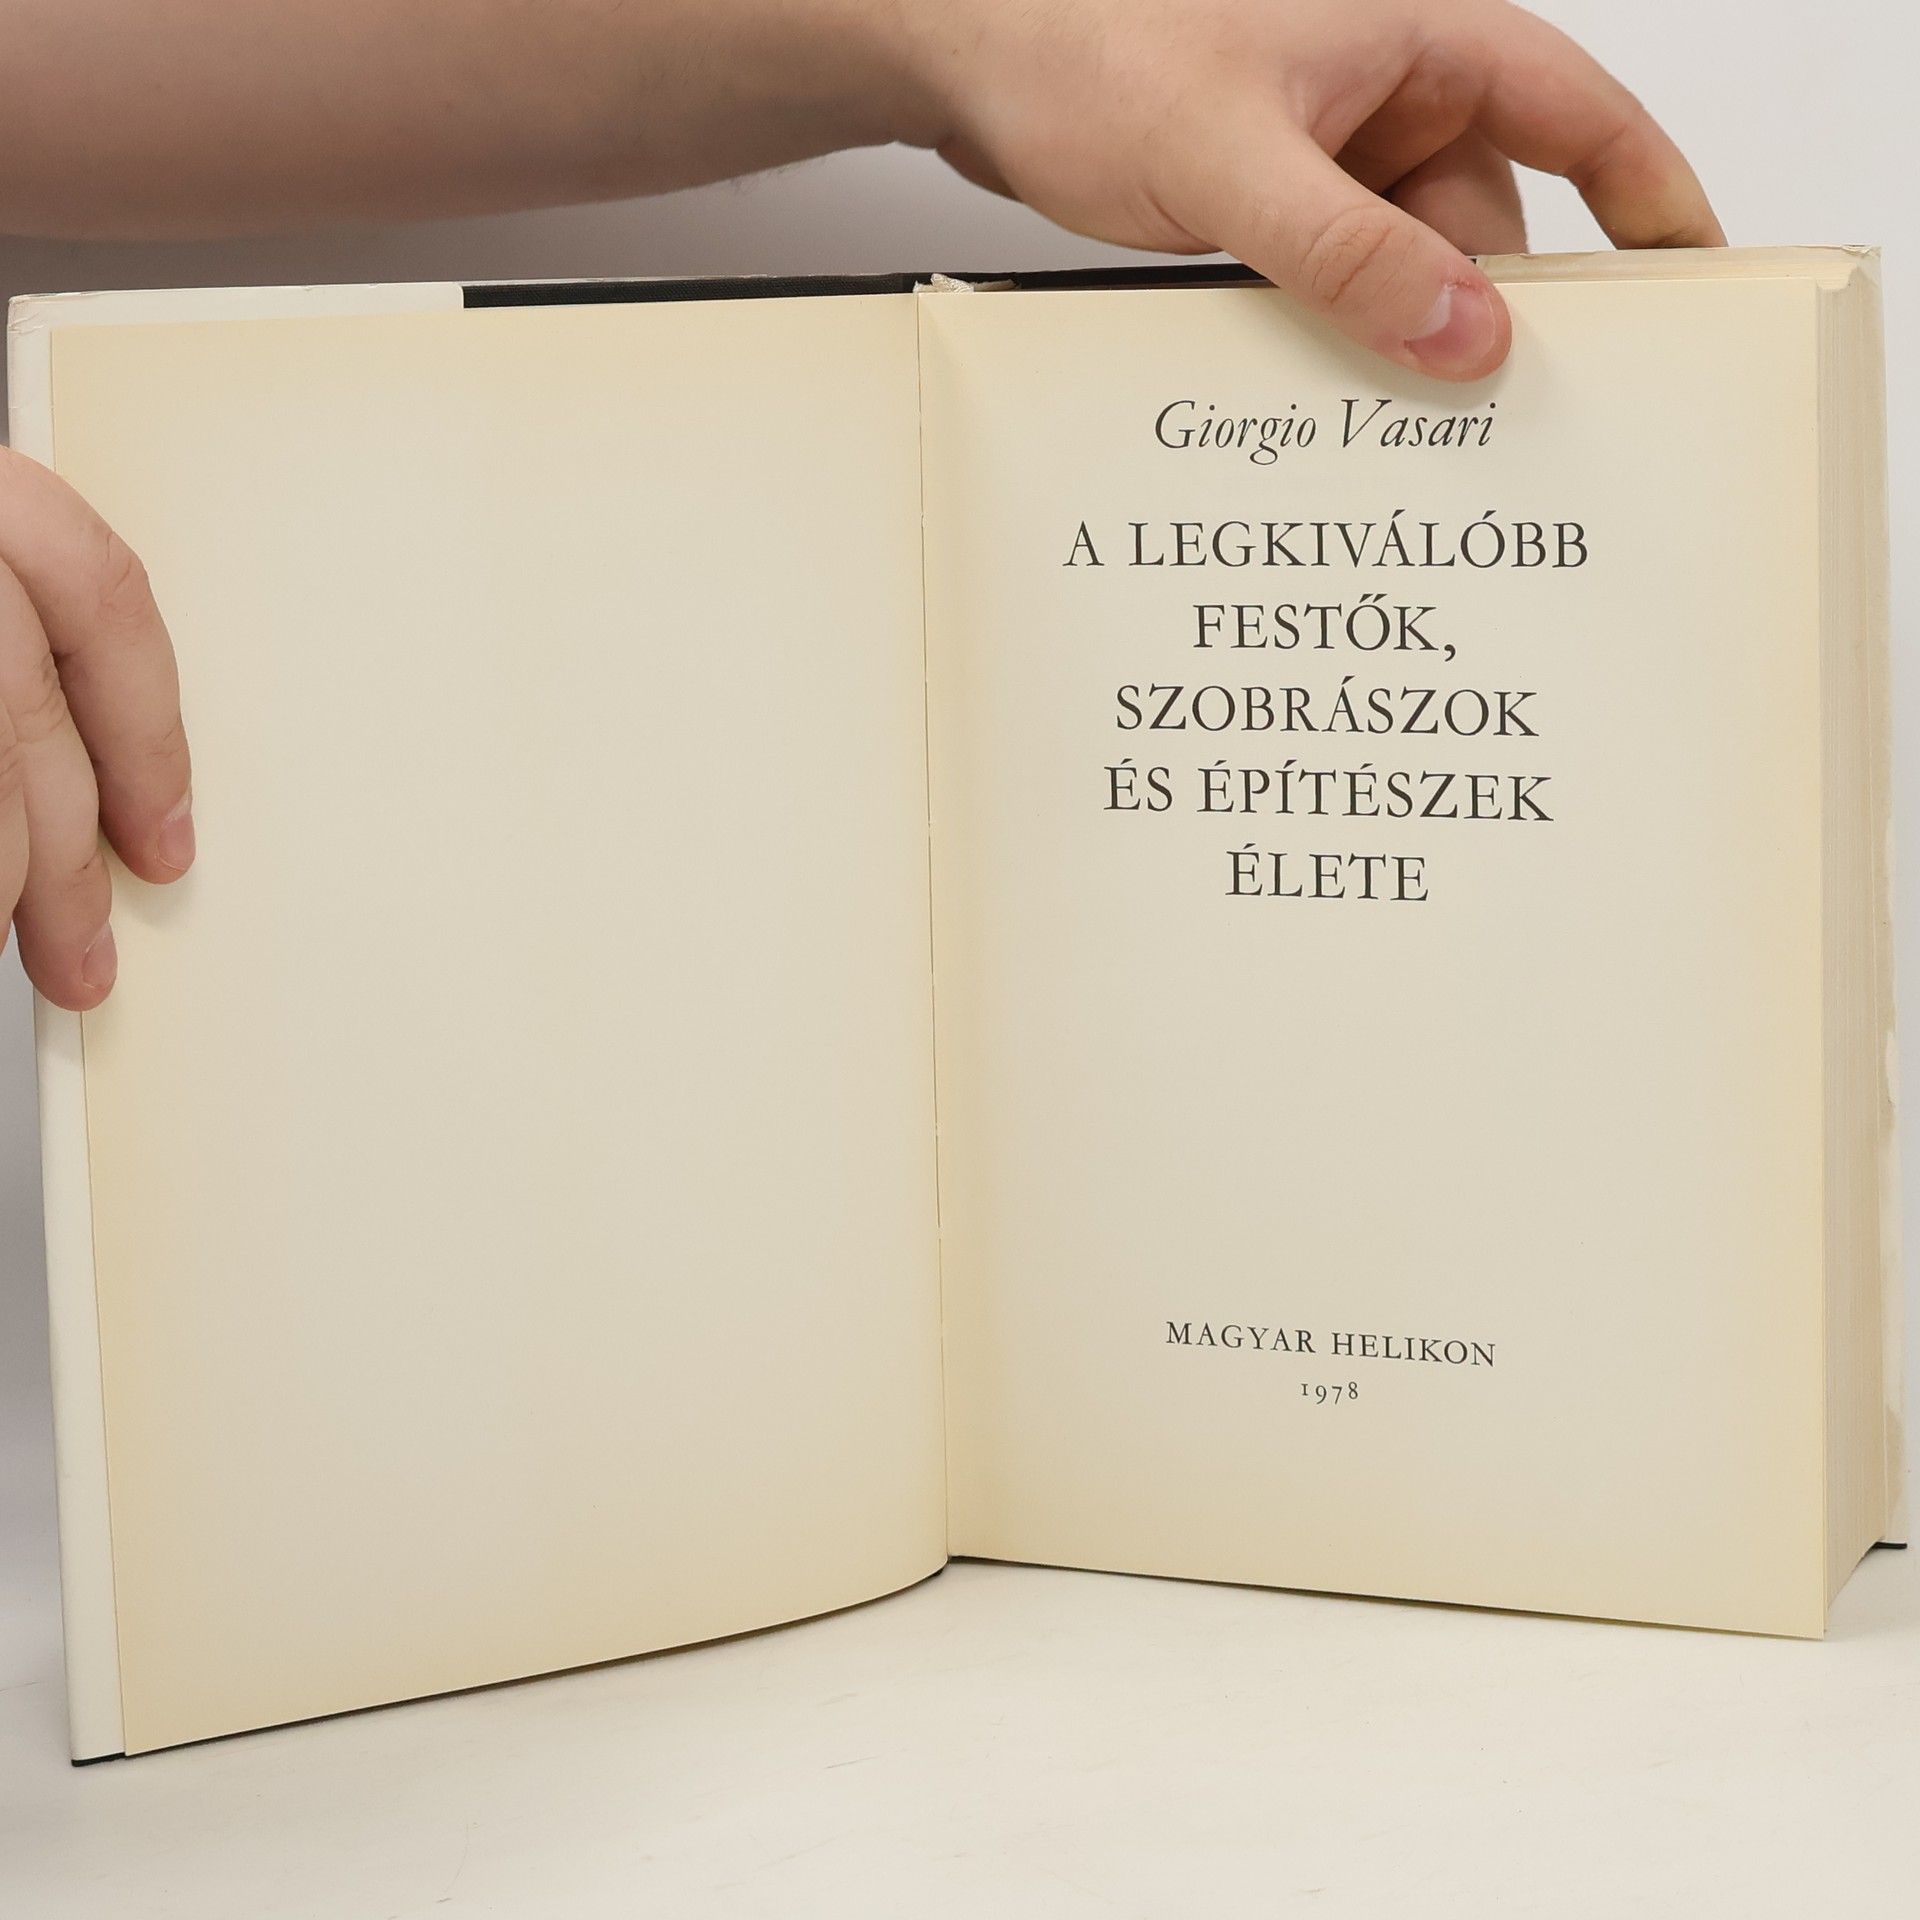 Giorgio Vasari
A LEGKIVÁLÓBB
FESTŐK,
SZOBRÁSZOK
ÉS ÉPÍTÉSZEK
ÉLETE
MAGYAR HELIKON
1978